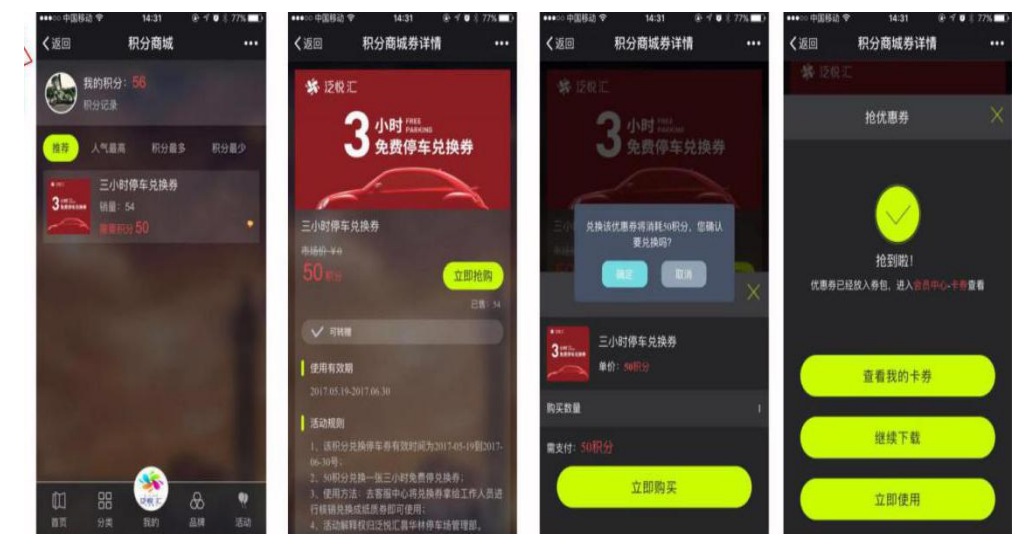 中国移动 14:31 77%
返回 积分商城
我的积分：56
积分记录
推荐 人气最高 积分最多 积分最少
三小时停车兑换券
销量：54
需要积分 50
首页 分类 我的 品牌 活动
中国移动 14:31 77%
返回 积分商城券详情
泛悦汇
3小时 FREE PARKING
免费停车兑换券
三小时停车兑换券
市场价 ￥0
50积分 立即抢购
已售：54
可转赠
使用有效期
2017.05.19-2017.06.30
活动规则
1、该积分兑换停车券有效时间为2017-05-19到2017-
06-30号；
2、50积分兑换一张三小时免费停兑换券；
3、使用方法：去客服中心将兑换券拿给工作人员进
行核销兑换成纸质券即可使用；
4、活动解释权归泛悦汇昙华林停车场管理部。
中国移动 14:31 77%
返回 积分商城券详情
泛悦汇
3小时 FREE PARKING
免费停车兑换券
兑换该优惠券将消耗50积分，您确认
要兑换吗？
确定 取消
三小时停车兑换券
单价：50积分
购买数量 1
需支付：50积分
立即购买
中国移动 14:31 77%
返回 积分商城券详情
泛悦汇
抢优惠券
抢到啦！
优惠券已经放入券包，进入会员中心-卡券查看
查看我的卡券
继续下载
立即使用